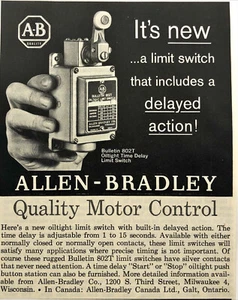 A-B
QUALITY
It's new
...a limit switch
that includes a
delayed
action!
Bulletin 802T
Oiltight Time Delay
Limit Switch
ALLEN-BRADLEY
Quality Motor Control
Here's a new oiltight limit switch with built-in delayed action. The
time delay is adjustable from 1 to 15 seconds. Available with either
normally closed or normally open contacts, these limit switches will
satisfy many applications where precise timing is not important. Of
course these rugged Bulletin 802T limit switches have silver contacts
that never need attention. A time delay "Start" or "Stop" oiltight push
button station can also be furnished. More detailed information available
from Allen-Bradley Co., 1200 S. Third Street, Milwaukee 4,
Wisconsin. • In Canada: Allen-Bradley Canada Ltd., Galt, Ontario.